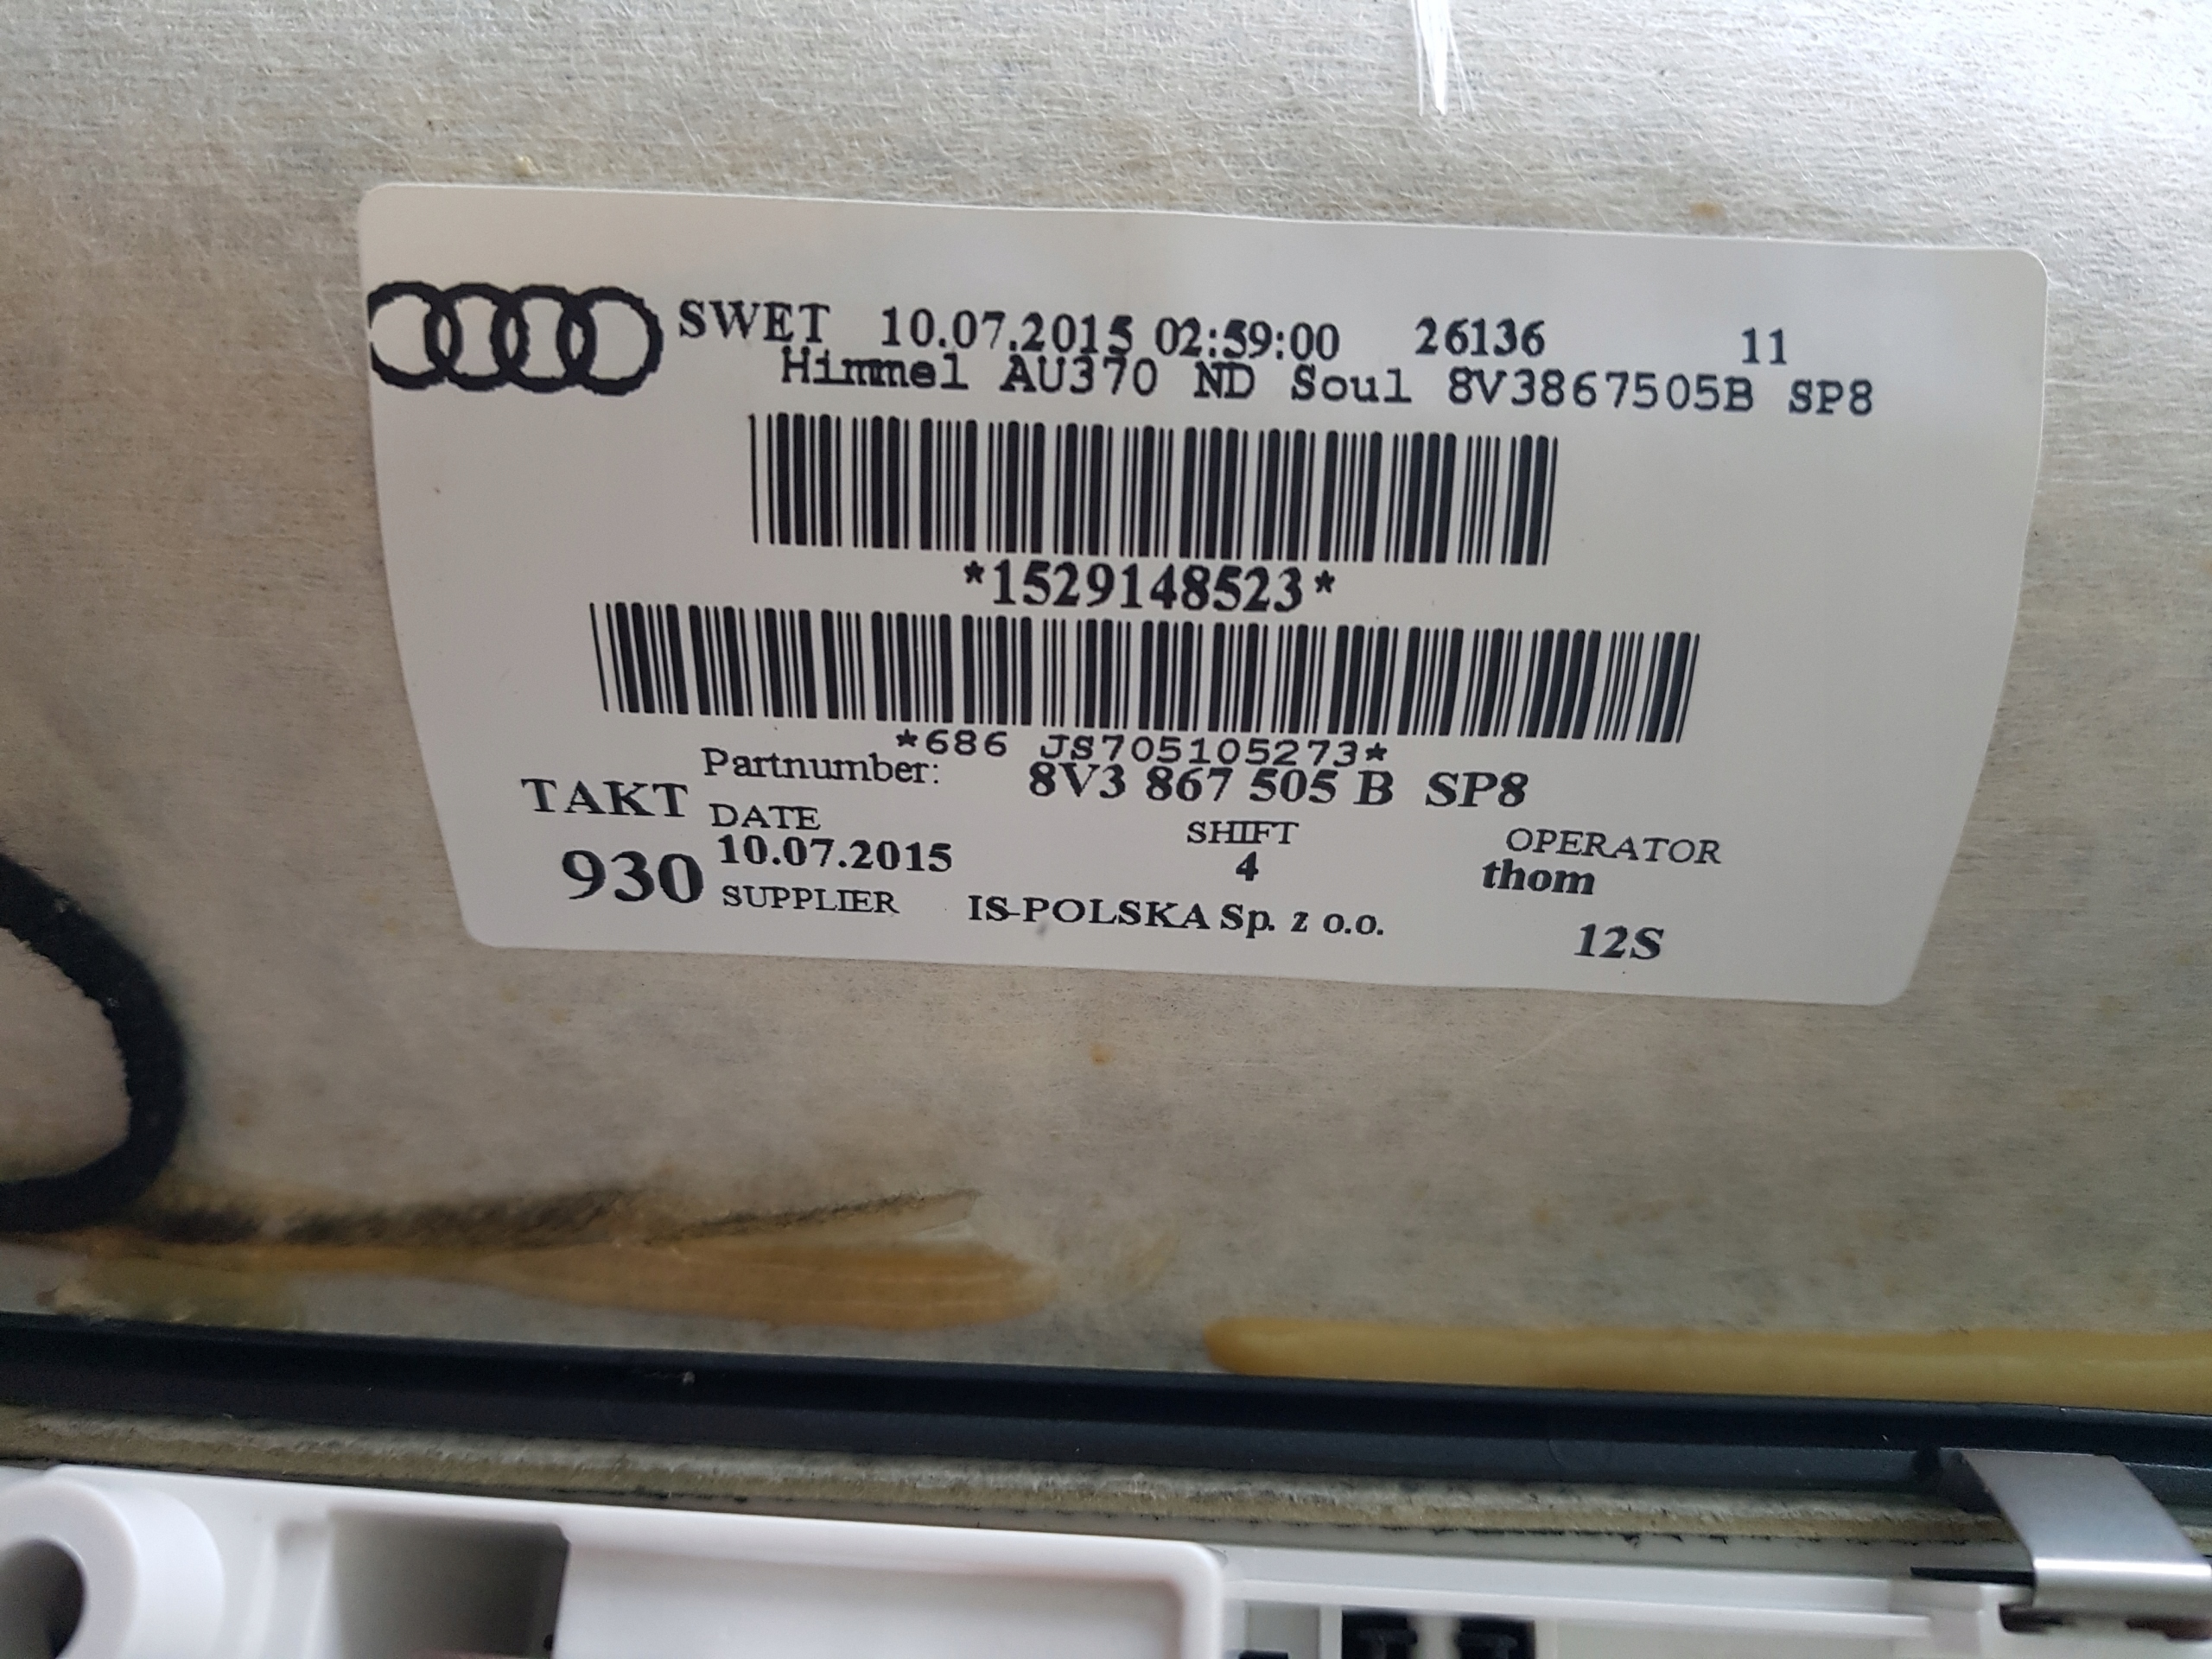 SWET 10.07.2015 02:59:00 26136 11
Himmel AU370 ND Soul 8V3867505B SP8
*1529148523*
*686 JS705105273*
Partnumber: 8V3 867 505 B SP8
TAKT DATE SHIFT OPERATOR
930 10.07.2015 4 thom
SUPPLIER IS-POLSKA Sp. z o.o. 12S